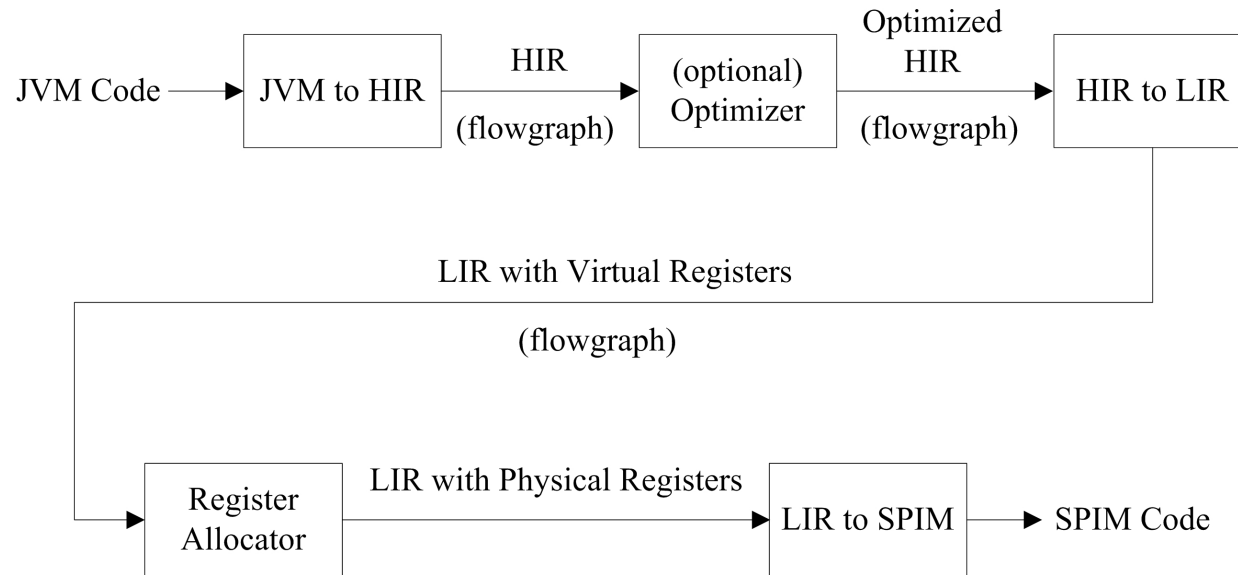 JVM Code
JVM to HIR
HIR
(flowgraph)
(optional)
Optimizer
Optimized
HIR
(flowgraph)
HIR to LIR
LIR with Virtual Registers
(flowgraph)
Register
Allocator
LIR with Physical Registers
LIR to SPIM
SPIM Code